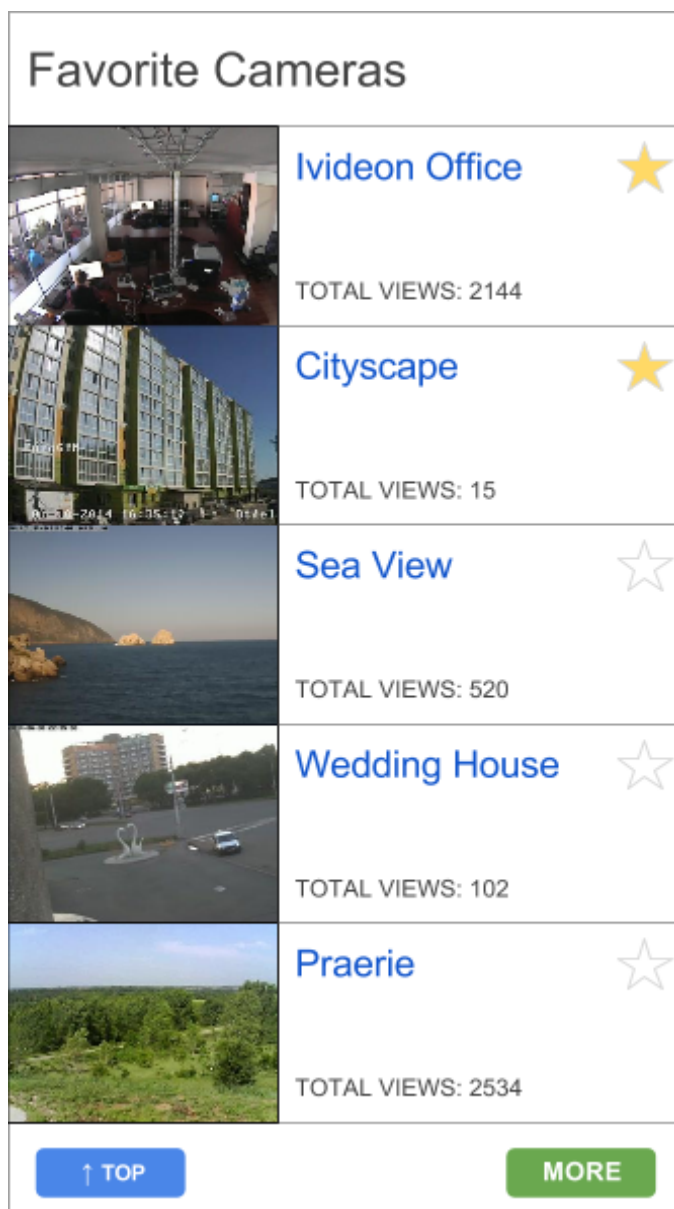 Favorite Cameras
Ivideon Office
TOTAL VIEWS: 2144
Cityscape
TOTAL VIEWS: 15
Sea View
TOTAL VIEWS: 520
Wedding House
TOTAL VIEWS: 102
Praerie
TOTAL VIEWS: 2534
↑ TOP
MORE